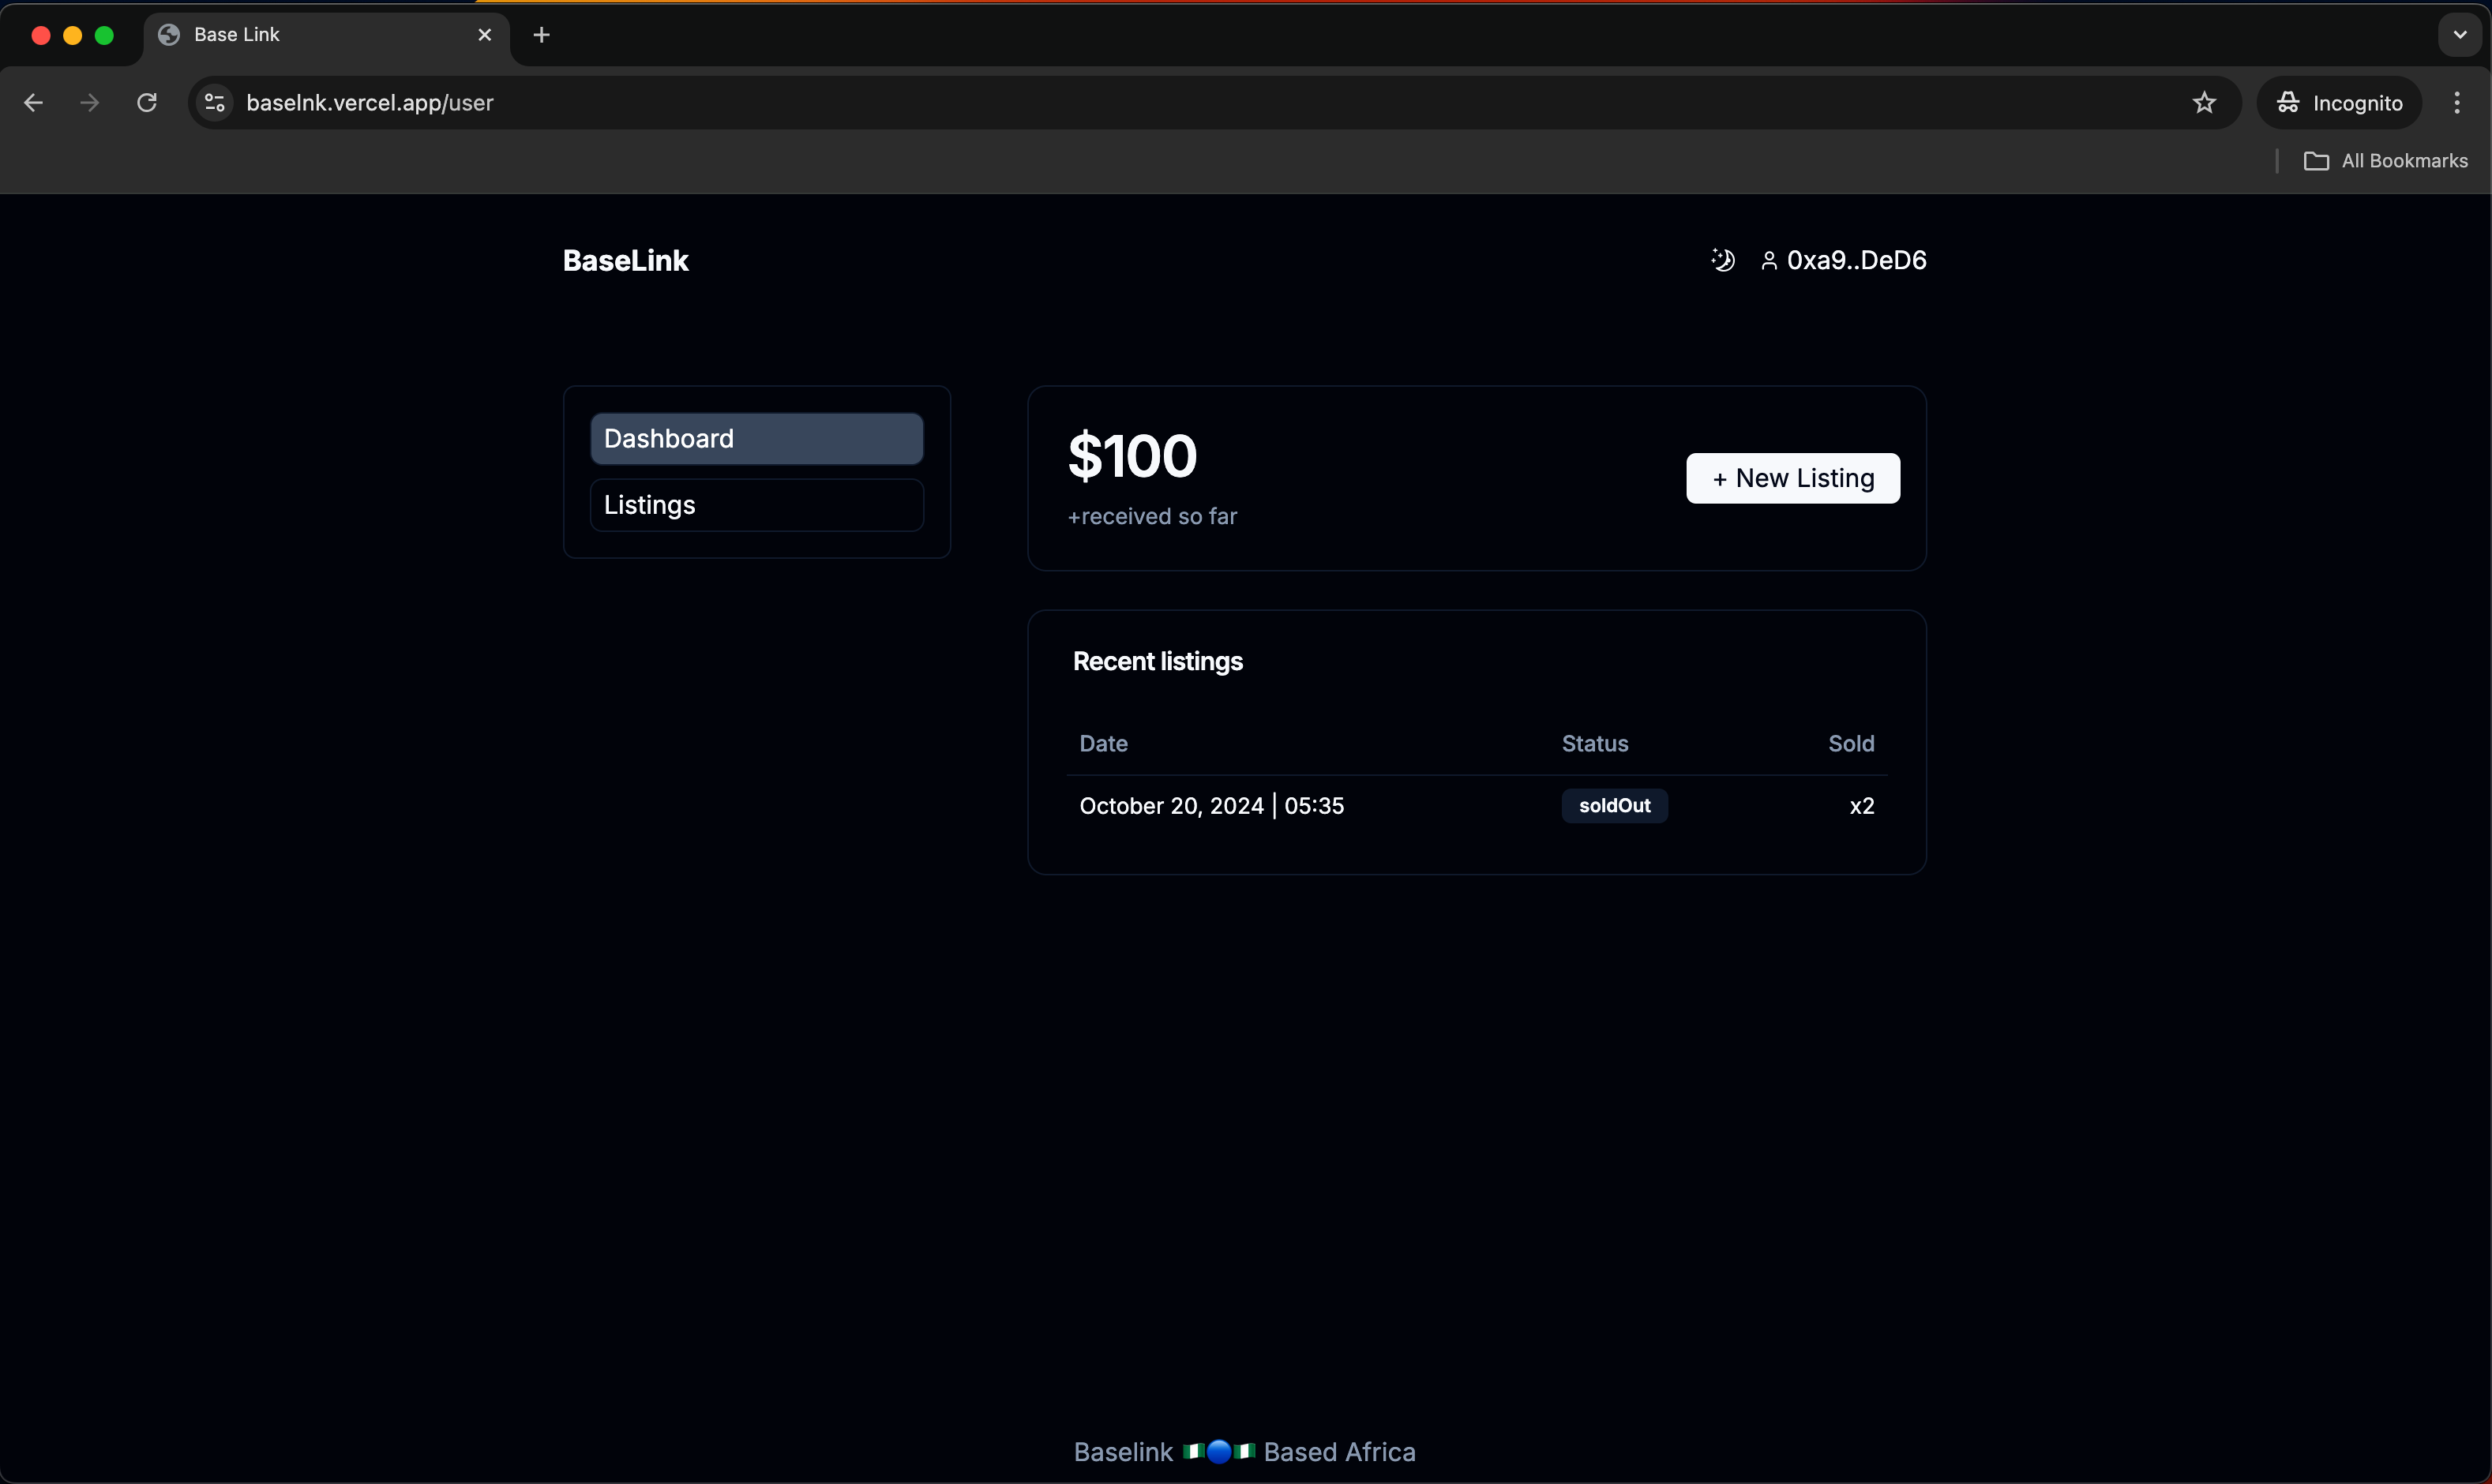 Base Link
baselnk.vercel.app/user
Incognito
All Bookmarks
BaseLink
0xa9..DeD6
Dashboard
Listings
$100
+received so far
+ New Listing
Recent listings
Date Status Sold
October 20, 2024 | 05:35 soldOut x2
Baselink 🇳🇬🔵🇳🇬 Based Africa